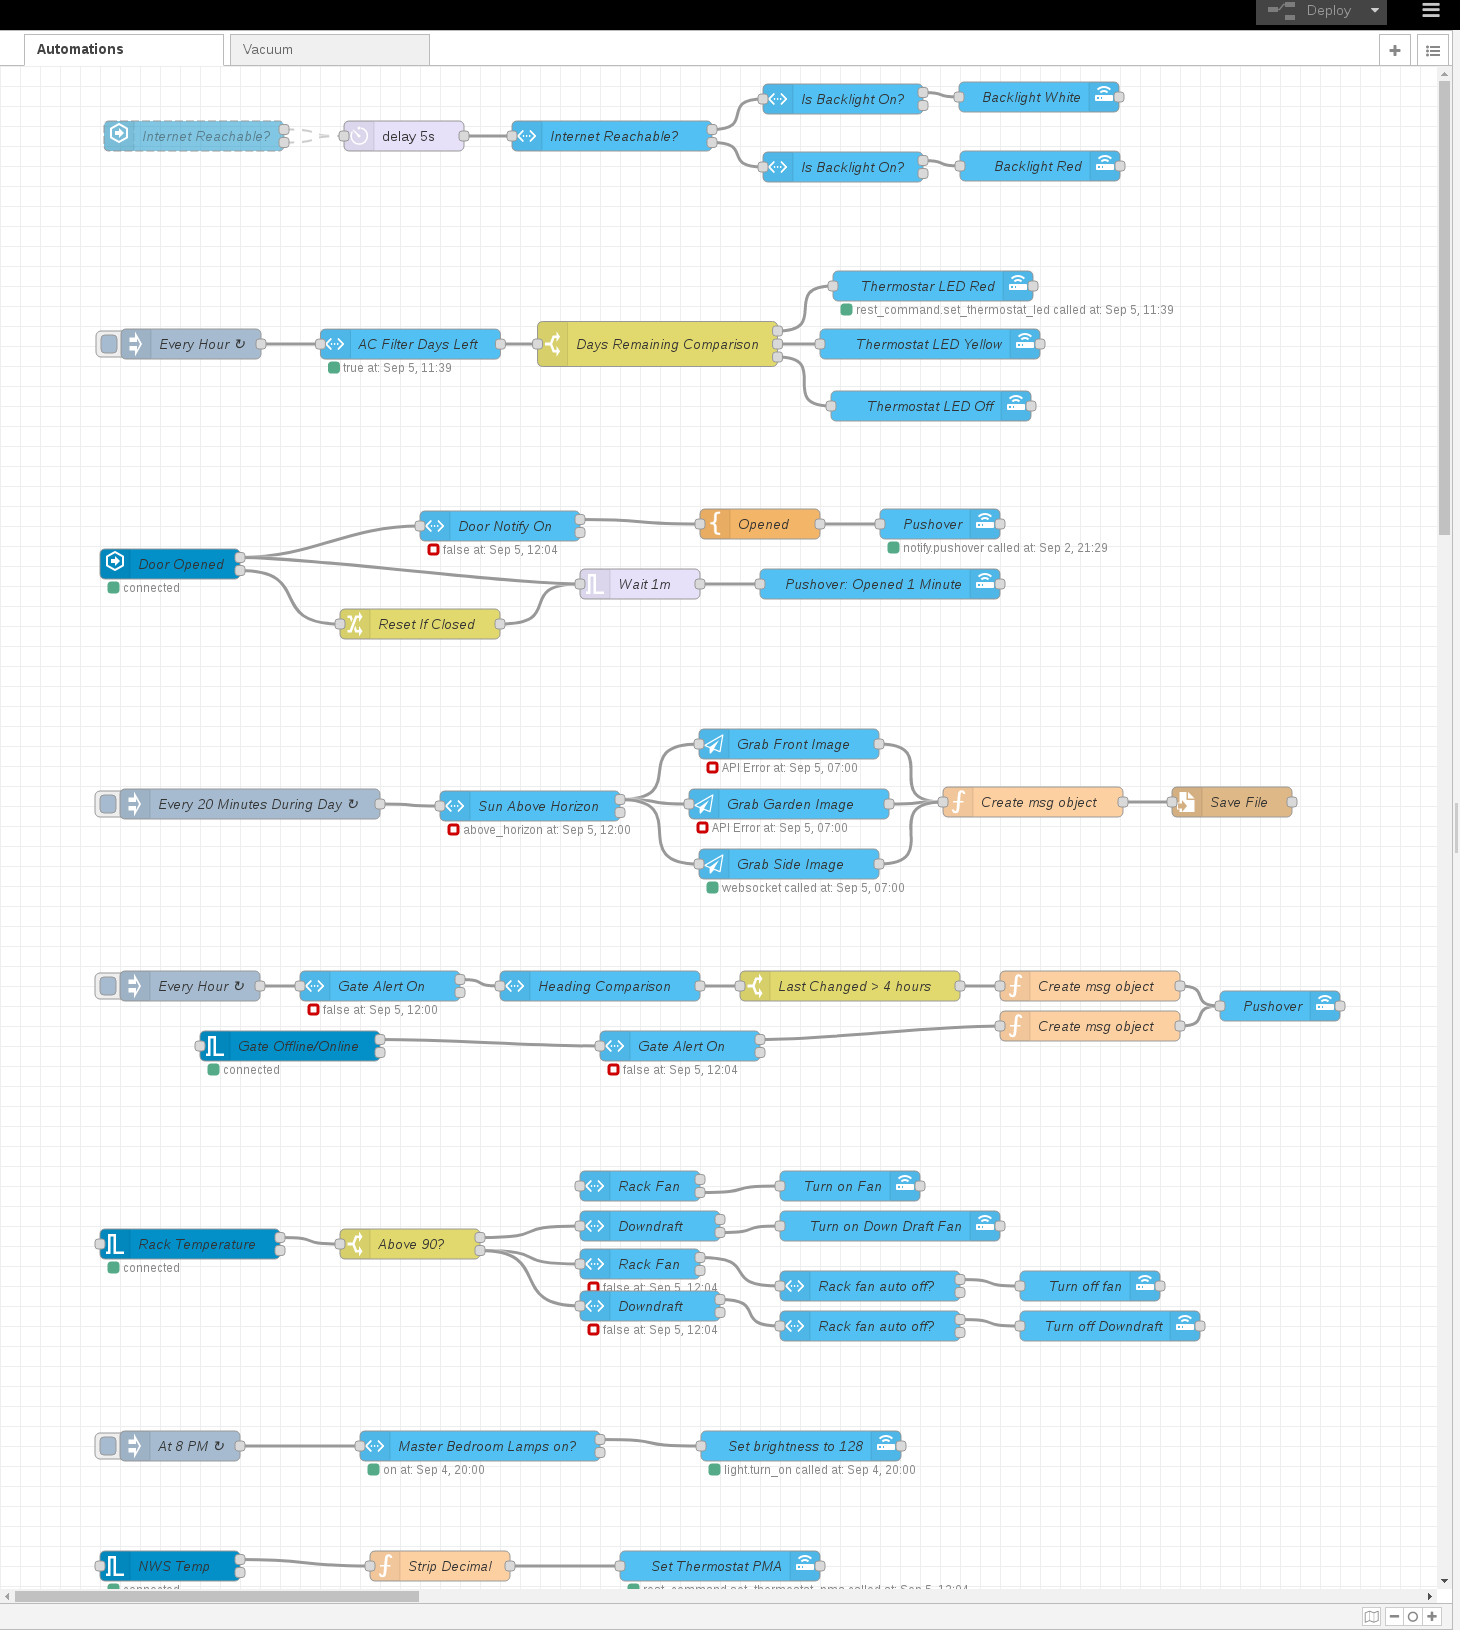 Deploy
Automations
Vacuum
Is Backlight On?
Backlight White
Internet Reachable?
delay 5s
Internet Reachable?
Is Backlight On?
Backlight Red
Thermostar LED Red
rest_command.set_thermostat_led called at: Sep 5, 11:39
Every Hour ↻
AC Filter Days Left
true at: Sep 5, 11:39
Days Remaining Comparison
Thermostat LED Yellow
Thermostat LED Off
Door Notify On
false at: Sep 5, 12:04
Opened
Pushover
notify.pushover called at: Sep 2, 21:29
Door Opened
connected
Wait 1m
Pushover: Opened 1 Minute
Reset If Closed
Grab Front Image
API Error at: Sep 5, 07:00
Every 20 Minutes During Day ↻
Sun Above Horizon
above_horizon at: Sep 5, 12:00
Grab Garden Image
API Error at: Sep 5, 07:00
Create msg object
Save File
Grab Side Image
websocket called at: Sep 5, 07:00
Every Hour ↻
Gate Alert On
false at: Sep 5, 12:00
Heading Comparison
Last Changed > 4 hours
Create msg object
Pushover
Gate Offline/Online
connected
Gate Alert On
false at: Sep 5, 12:04
Create msg object
Rack Fan
Turn on Fan
Downdraft
Turn on Down Draft Fan
Rack Temperature
connected
Above 90?
Rack Fan
false at: Sep 5, 12:04
Rack fan auto off?
Turn off fan
Downdraft
false at: Sep 5, 12:04
Rack fan auto off?
Turn off Downdraft
At 8 PM ↻
Master Bedroom Lamps on?
on at: Sep 4, 20:00
Set brightness to 128
light.turn_on called at: Sep 4, 20:00
NWS Temp
connected
Strip Decimal
Set Thermostat PMA
rest_command.set_thermostat_pma called at: Sep 5, 12:04